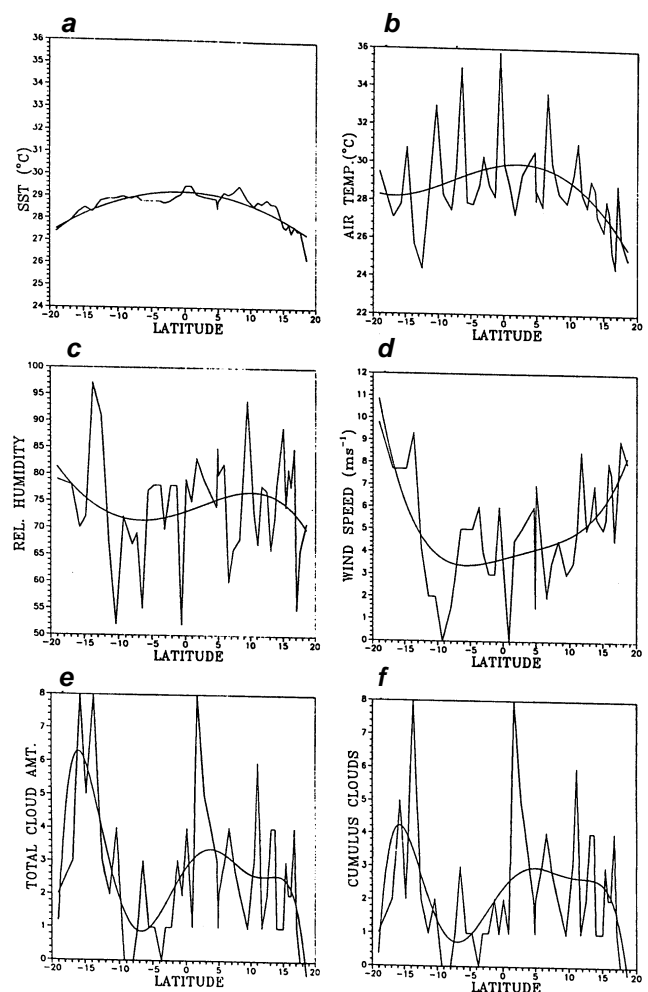 a
36
35
34
33
32
31
30
29
28
27
26
25
24
SST (°C)
-20 -15 -10 -5 0 5 10 15 20
LATITUDE
b
36
34
32
30
28
26
24
22
AIR TEMP.(°C)
-20 -15 -10 -5 0 5 10 15 20
LATITUDE
c
100
95
90
85
80
75
70
65
60
55
50
REL. HUMIDITY
-20 -15 -10 -5 0 5 10 15 20
LATITUDE
d
12
11
10
9
8
7
6
5
4
3
2
1
0
WIND SPEED (ms⁻¹)
-20 -15 -10 -5 0 5 10 15 20
LATITUDE
e
8
7
6
5
4
3
2
1
0
TOTAL CLOUD AMT.
-20 -15 -10 -5 0 5 10 15 20
LATITUDE
f
8
7
6
5
4
3
2
1
0
CUMULUS CLOUDS
-20 -15 -10 -5 0 5 10 15 20
LATITUDE